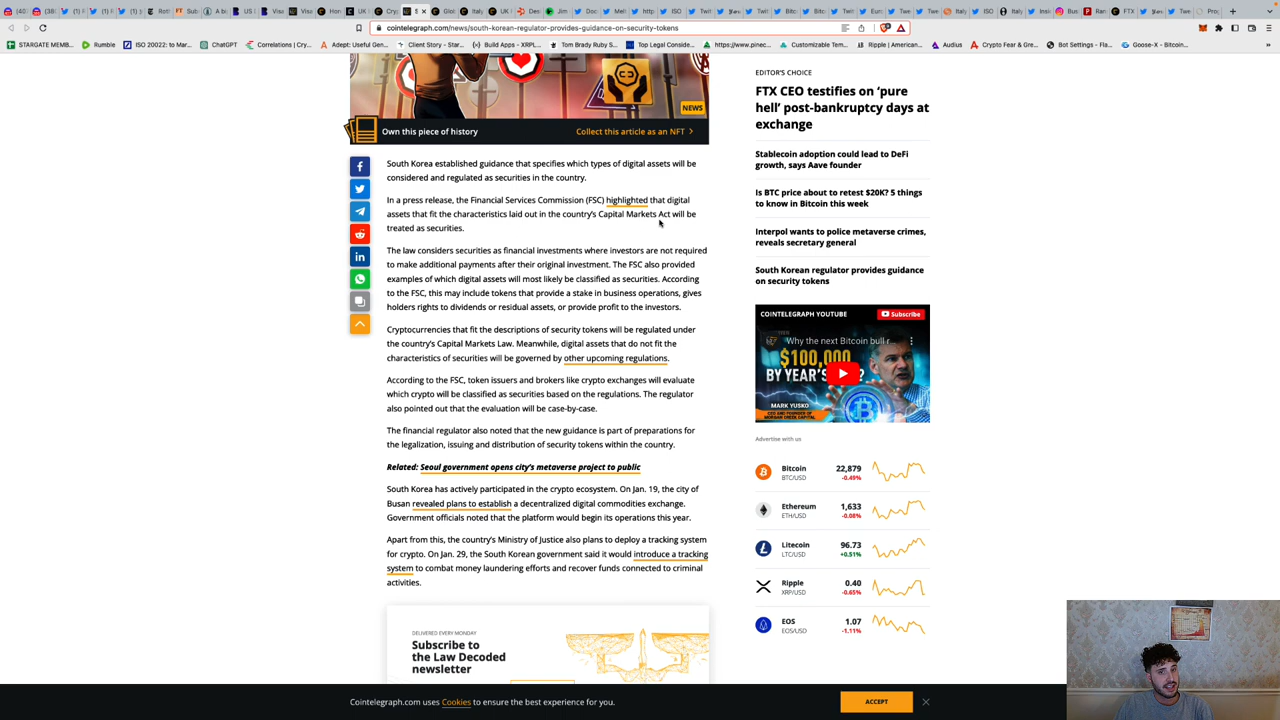 cointelegraph.com/news/south-korean-regulator-provides-guidance-on-security-tokens
STARGATE MEMB...
Rumble
ISO 20022: to Mar...
ChatGPT
Correlations | Cry...
Adept: Useful Gen...
Client Story - Star...
Build Apps - XRPL...
Tom Brady Ruby S...
Top Legal Conside...
https://www.pinec...
Customizable Tem...
Ripple | American...
Audius
Crypto Fear & Gre...
Bot Settings - Fla...
Goose-X - Bitcoin...
»
NEWS
Own this piece of history
Collect this article as an NFT
South Korea established guidance that specifies which types of digital assets will be
considered and regulated as securities in the country.
In a press release, the Financial Services Commission (FSC) highlighted that digital
assets that fit the characteristics laid out in the country's Capital Markets Act will be
treated as securities.
The law considers securities as financial investments where investors are not required
to make additional payments after their original investment. The FSC also provided
examples of which digital assets will most likely be classified as securities. According
to the FSC, this may include tokens that provide a stake in business operations, gives
holders rights to dividends or residual assets, or provide profit to the investors.
Cryptocurrencies that fit the descriptions of security tokens will be regulated under
the country's Capital Markets Law. Meanwhile, digital assets that do not fit the
characteristics of securities will be governed by other upcoming regulations.
According to the FSC, token issuers and brokers like crypto exchanges will evaluate
which crypto will be classified as securities based on the regulations. The regulator
also pointed out that the evaluation will be case-by-case.
The financial regulator also noted that the new guidance is part of preparations for
the legalization, issuing and distribution of security tokens within the country.
Related: Seoul government opens city's metaverse project to public
South Korea has actively participated in the crypto ecosystem. On Jan. 19, the city of
Busan revealed plans to establish a decentralized digital commodities exchange.
Government officials noted that the platform would begin its operations this year.
Apart from this, the country's Ministry of Justice also plans to deploy a tracking system
for crypto. On Jan. 29, the South Korean government said it would introduce a tracking
system to combat money laundering efforts and recover funds connected to criminal
activities.
DELIVERED EVERY MONDAY
Subscribe to
the Law Decoded
newsletter
EDITOR'S CHOICE
FTX CEO testifies on 'pure
hell' post-bankruptcy days at
exchange
Stablecoin adoption could lead to DeFi
growth, says Aave founder
Is BTC price about to retest $20K? 5 things
to know in Bitcoin this week
Interpol wants to police metaverse crimes,
reveals secretary general
South Korean regulator provides guidance
on security tokens
COINTELEGRAPH YOUTUBE
Subscribe
Why the next Bitcoin bull r...
$100,000
BY YEAR'S
MARK YUSKO
Advertise with us
Bitcoin 22,879
BTC/USD -0.49%
Ethereum 1,633
ETH/USD -0.08%
Litecoin 96.73
LTC/USD +0.51%
Ripple 0.40
XRP/USD -0.65%
EOS 1.07
EOS/USD -1.11%
Cointelegraph.com uses Cookies to ensure the best experience for you.
ACCEPT